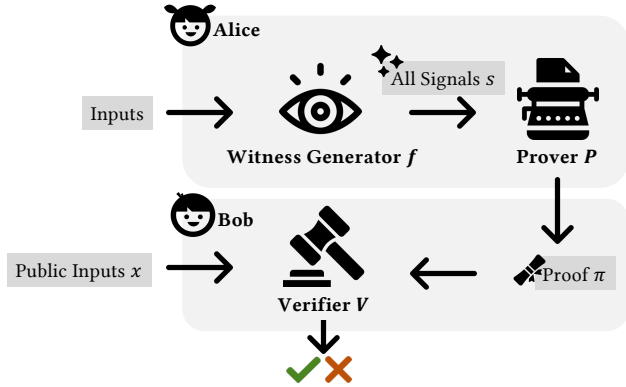 Alice
All Signals s
Inputs
Witness Generator f
Prover P
Bob
Public Inputs x
Proof π
Verifier V